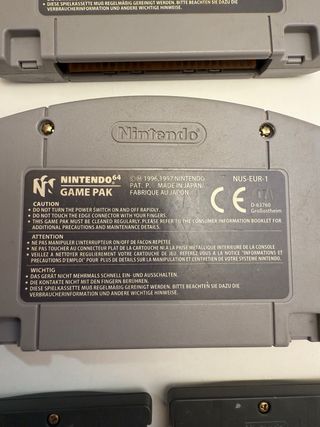 • DIESE SPIELKASSETTE MUß REGELMÄßIG GEREINIGT WERDEN. BITTE BEACHTEN SIE DAZU DIE
VERBRAUCHERINFORMATION UND ANDERE WICHTIGE HINWEISE.
Nintendo
NINTENDO 64
GAME PAK
©® 1996,1997 NINTENDO
PAT. P. MADE IN JAPAN
FABRIQUÉ AU JAPON
NUS-EUR-1
CE
D-63760
Großostheim
CAUTION
• DO NOT TURN THE POWER SWITCH ON AND OFF RAPIDLY.
• DO NOT TOUCH THE EDGE CONNECTOR WITH YOUR FINGERS.
• THIS GAME PAK MUST BE CLEANED REGULARLY. PLEASE REFER TO THE CONSUMER INFORMATION BOOKLET FOR
ADDITIONAL PRECAUTIONS AND MAINTENANCE DETAILS.
ATTENTION
• NE PAS MANIPULER L'INTERRUPTEUR ON/OFF DE FAÇON REPETEE.
• NE PAS TOUCHER AU CONNECTEUR PLAT DE LA CARTOUCHE NI A LA PRISE METALLIQUE INTERIEURE DE LA CONSOLE
• VEILLEZ A NETTOYER REGULIEREMENT VOTRE CARTOUCHE DE JEU. REFEREZ-VOUS A LA NOTICE "INFORMATIONS ET
PRECAUTIONS D'EMPLOI" POUR PLUS DE DETAILS SUR LA MANIPULATION ET L'ENTRETIEN DE VOTRE SYSTEME NINTENDO.
WICHTIG
• DAS GERÄT NICHT MEHRMALS SCHNELL EIN- UND AUSSCHALTEN.
• DIE KONTAKTE NICHT MIT DEN FINGERN BERÜHREN.
• DIESE SPIELKASSETTE MUß REGELMÄßIG GEREINIGT WERDEN. BITTE BEACHTEN SIE DAZU DIE
VERBRAUCHERINFORMATION UND ANDERE WICHTIGE HINWEISE.